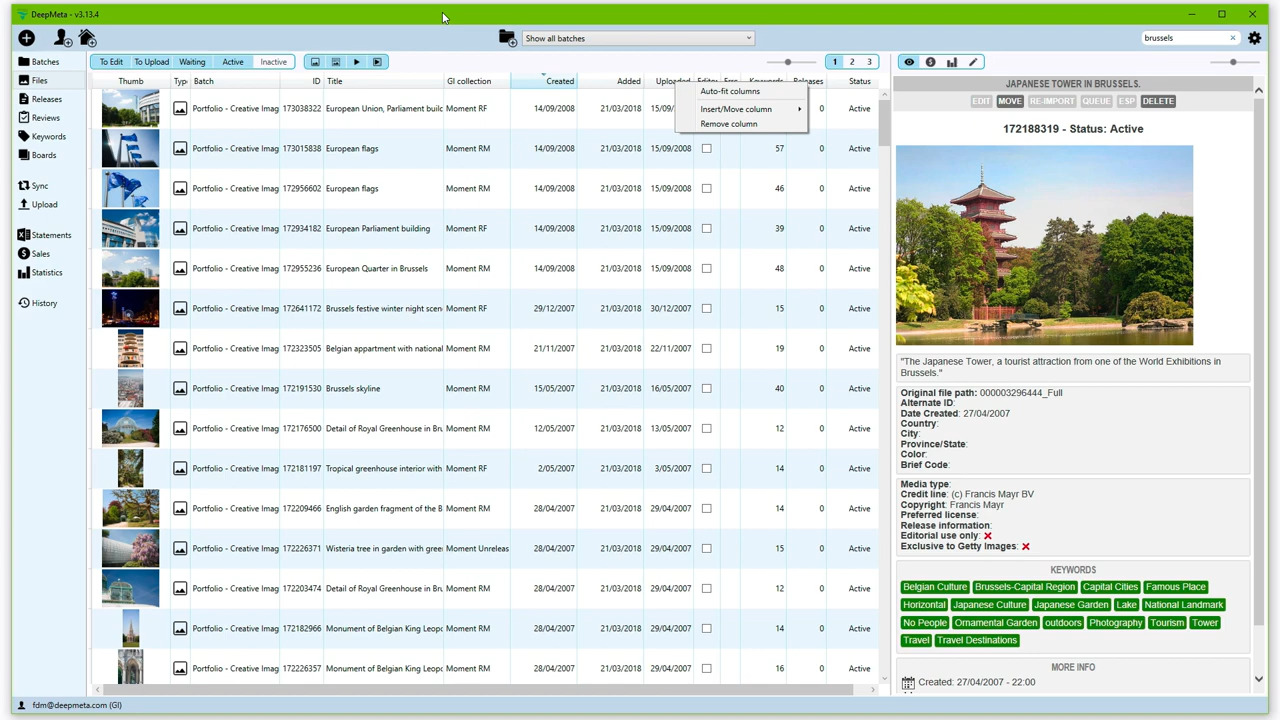 DeepMeta - v3.13.4
Show all batches
brussels
Batches
Files
Releases
Reviews
Keywords
Boards
Sync
Upload
Statements
Sales
Statistics
History
To Edit To Upload Waiting Active Inactive
1 2 3
Thumb Batch ID Title GI collection Created Added Uploaded Releases Status
Auto-fit columns
Insert/Move column
Remove column
Portfolio - Creative Imag 173088322 European Union, Parliament builc Moment RF 14/09/2008 21/03/2018 15/09/ 0 Active
Portfolio - Creative Imag 173015838 European flags Moment RM 14/09/2008 21/03/2018 15/09/2008 57 0 Active
Portfolio - Creative Imag 172956602 European flags Moment RM 14/09/2008 21/03/2018 15/09/2008 46 0 Active
Portfolio - Creative Imag 172934182 European Parliament building Moment RM 14/09/2008 21/03/2018 15/09/2008 39 0 Active
Portfolio - Creative Imag 172955236 European Quarter in Brussels Moment RM 14/09/2008 21/03/2018 15/09/2008 48 0 Active
Portfolio - Creative Imag 172641172 Brussels festive winter night scen Moment RF 29/12/2007 21/03/2018 30/12/2007 15 0 Active
Portfolio - Creative Imag 172323505 Belgian appartment with national Moment RM 21/11/2007 21/03/2018 22/11/2007 19 0 Active
Portfolio - Creative Imag 172191530 Brussels skyline Moment RM 15/05/2007 21/03/2018 16/05/2007 40 0 Active
Portfolio - Creative Imag 172176500 Detail of Royal Greenhouse in Bru Moment RM 12/05/2007 21/03/2018 13/05/2007 12 0 Active
Portfolio - Creative Imag 172181197 Tropical greenhouse interior with Moment RF 2/05/2007 21/03/2018 3/05/2007 14 0 Active
Portfolio - Creative Imag 172209466 English garden fragment of the B Moment RM 28/04/2007 21/03/2018 29/04/2007 14 0 Active
Portfolio - Creative Imag 172226371 Wisteria tree in garden with gree Moment Unreleas 28/04/2007 21/03/2018 29/04/2007 15 0 Active
Portfolio - Creative Imag 172203474 Detail of Royal Greenhouse in Bru Moment RM 28/04/2007 21/03/2018 29/04/2007 12 0 Active
Portfolio - Creative Imag 172182966 Monument of Belgian King Leopc Moment RM 28/04/2007 21/03/2018 29/04/2007 14 0 Active
Portfolio - Creative Imag 172226357 Monument of Belgian King Leopc Moment RM 28/04/2007 21/03/2018 29/04/2007 16 0 Active
JAPANESE TOWER IN BRUSSELS.
EDIT MOVE RE-IMPORT QUEUE ESP DELETE
172188319 - Status: Active
"The Japanese Tower, a tourist attraction from one of the World Exhibitions in
Brussels."
Original file path: 000003296444_Full
Alternate ID:
Date Created: 27/04/2007
Country:
City:
Province/State:
Color:
Brief Code:
Media type:
Credit line: (c) Francis Mayr BV
Copyright: Francis Mayr
Preferred license:
Release information:
Editorial use only:
Exclusive to Getty Images:
KEYWORDS
Belgian Culture Brussels-Capital Region Capital Cities Famous Place
Horizontal Japanese Culture Japanese Garden Lake National Landmark
No People Ornamental Garden outdoors Photography Tourism Tower
Travel Travel Destinations
MORE INFO
Created: 27/04/2007 - 22:00
fdm@deepmeta.com (GI)